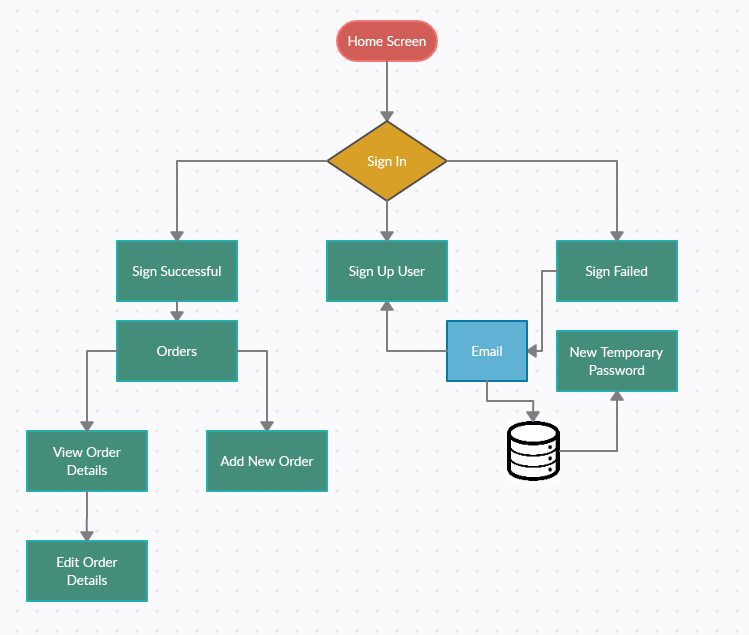 Home Screen
Sign In
Sign Successful
Sign Up User
Sign Failed
Orders
Email
New Temporary
Password
View Order
Details
Add New Order
Edit Order
Details